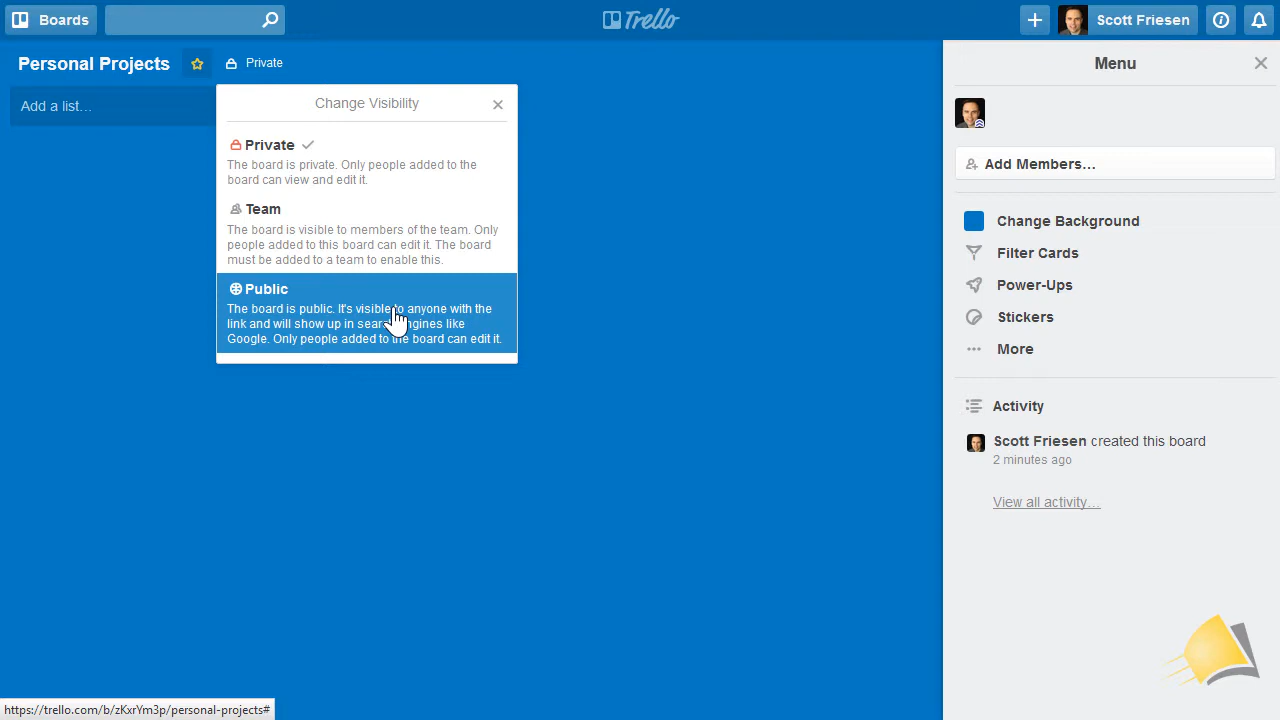 Boards
Trello
Scott Friesen
Personal Projects
Private
Add a list...
Change Visibility
Private
The board is private. Only people added to the
board can view and edit it.
Team
The board is visible to members of the team. Only
people added to this board can edit it. The board
must be added to a team to enable this.
Public
The board is public. It's visible to anyone with the
link and will show up in search engines like
Google. Only people added to the board can edit it.
Menu
Add Members...
Change Background
Filter Cards
Power-Ups
Stickers
More
Activity
Scott Friesen created this board
2 minutes ago
View all activity...
https://trello.com/b/zKxrYm3p/personal-projects#